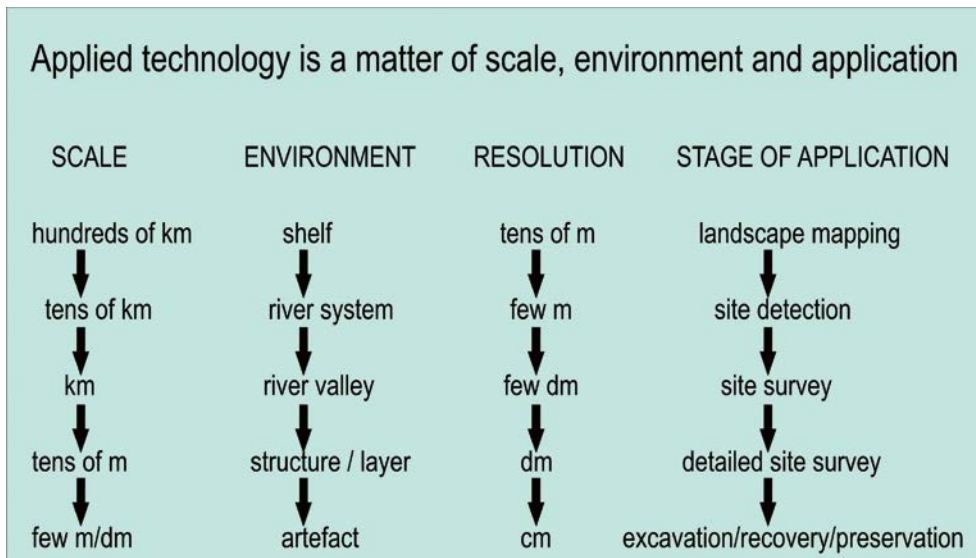 Applied technology is a matter of scale, environment and application
SCALE ENVIRONMENT RESOLUTION STAGE OF APPLICATION
hundreds of km shelf tens of m landscape mapping
tens of km river system few m site detection
km river valley few dm site survey
tens of m structure / layer dm detailed site survey
few m/dm artefact cm excavation/recovery/preservation